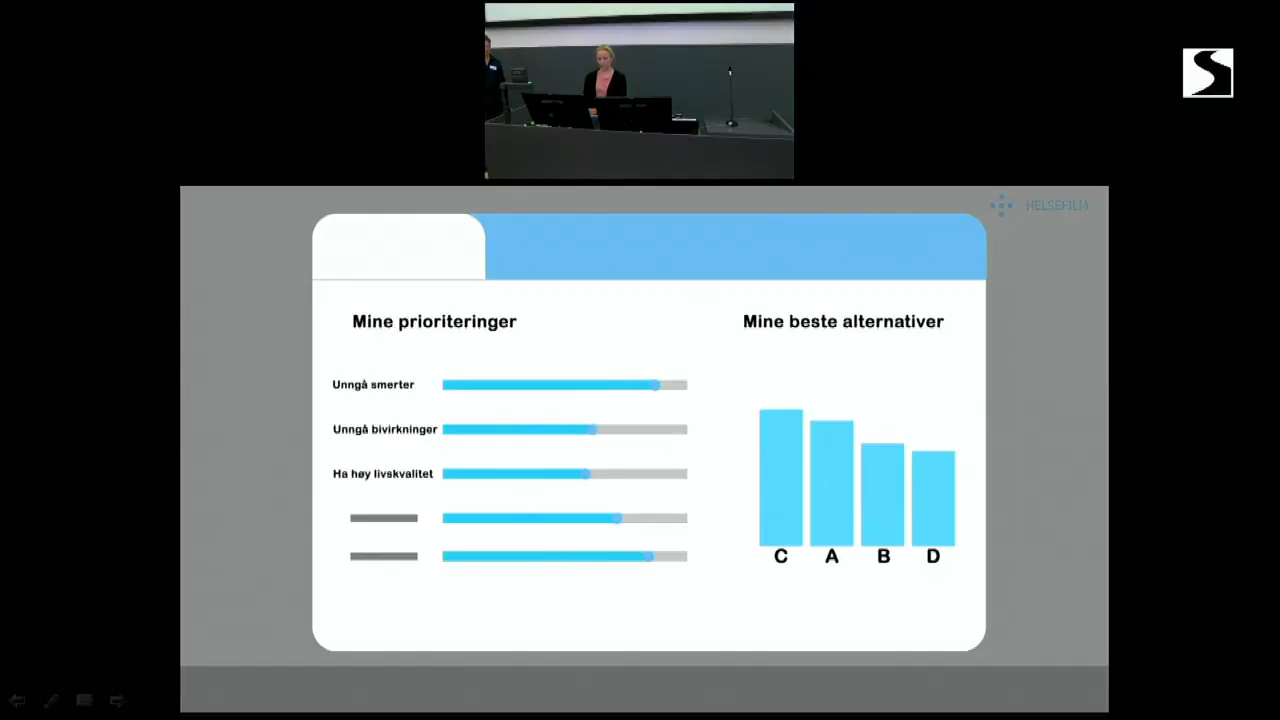 HELSEFILM
Mine prioriteringer
Mine beste alternativer
Unngå smerter
Unngå bivirkninger
Ha høy livskvalitet
C A B D